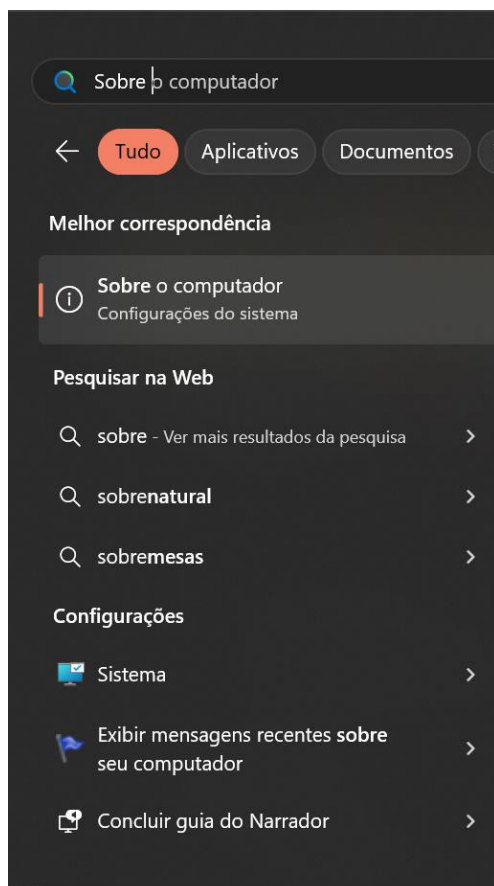 Sobre o computador
Tudo Aplicativos Documentos
Melhor correspondência
Sobre o computador
Configurações do sistema
Pesquisar na Web
sobre - Ver mais resultados da pesquisa
sobrenatural
sobremesas
Configurações
Sistema
Exibir mensagens recentes sobre
seu computador
Concluir guia do Narrador